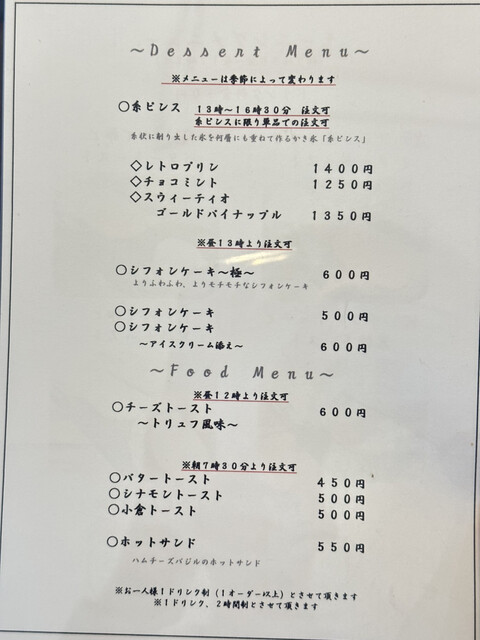 ～Dessert Menu～
※メニューは季節によって変わります
○糸ピンス 13時～16時30分 注文可
糸ピンスに限り単品での注文可
糸状に削り出した氷を何層にも重ねて作るかき氷「糸ピンス」
◇レトロプリン 1400円
◇チョコミント 1250円
◇スウィーティオ
ゴールドパイナップル 1350円
※昼13時より注文可
○シフォンケーキ～極～ 600円
よりふわふわ、よりモチモチなシフォンケーキ
○シフォンケーキ 500円
○シフォンケーキ
～アイスクリーム添え～ 600円
～Food Menu～
※昼12時より注文可
○チーズトースト 600円
～トリュフ風味～
※朝7時30分より注文可
○バタートースト 450円
○シナモントースト 500円
○小倉トースト 500円
○ホットサンド 550円
ハムチーズバジルのホットサンド
※お一人様1ドリンク制（1オーダー以上）とさせて頂きます
※1ドリンク、2時間制とさせて頂きます